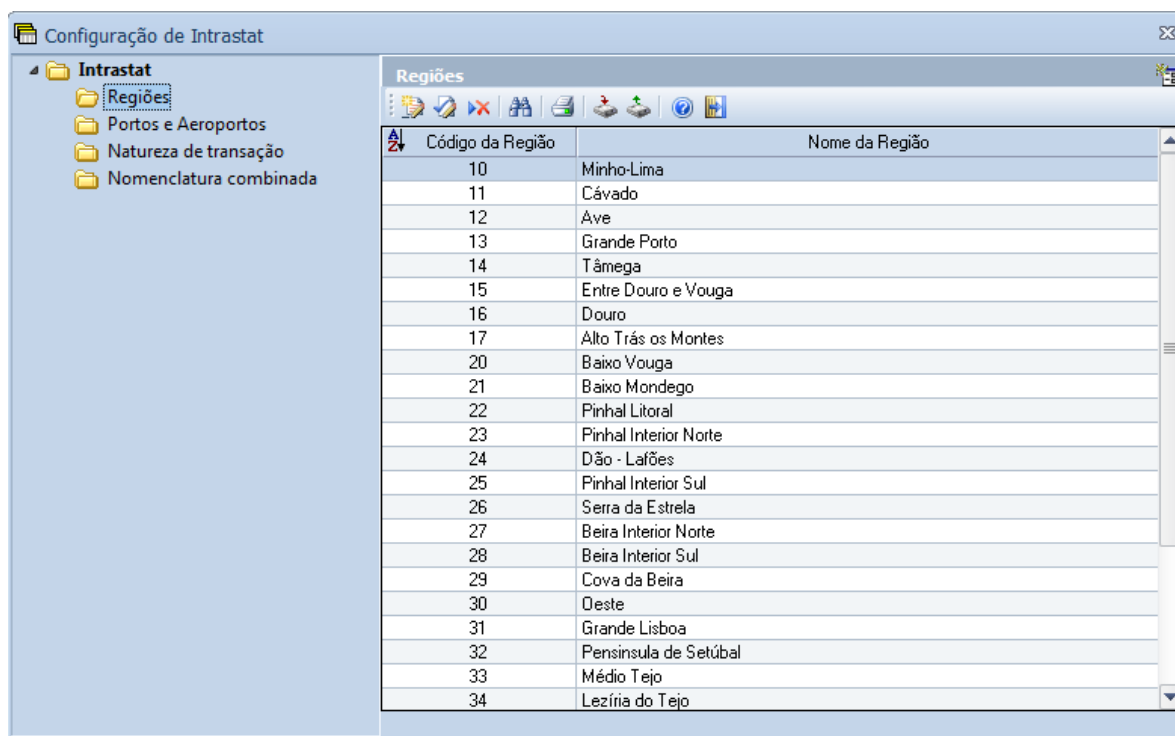 Configuração de Intrastat
Intrastat
Regiões
Portos e Aeroportos
Natureza de transação
Nomenclatura combinada
Regiões
Código da Região Nome da Região
10 Minho-Lima
11 Cávado
12 Ave
13 Grande Porto
14 Tâmega
15 Entre Douro e Vouga
16 Douro
17 Alto Trás os Montes
20 Baixo Vouga
21 Baixo Mondego
22 Pinhal Litoral
23 Pinhal Interior Norte
24 Dão - Lafões
25 Pinhal Interior Sul
26 Serra da Estrela
27 Beira Interior Norte
28 Beira Interior Sul
29 Cova da Beira
30 Oeste
31 Grande Lisboa
32 Pensinsula de Setúbal
33 Médio Tejo
34 Lezíria do Tejo